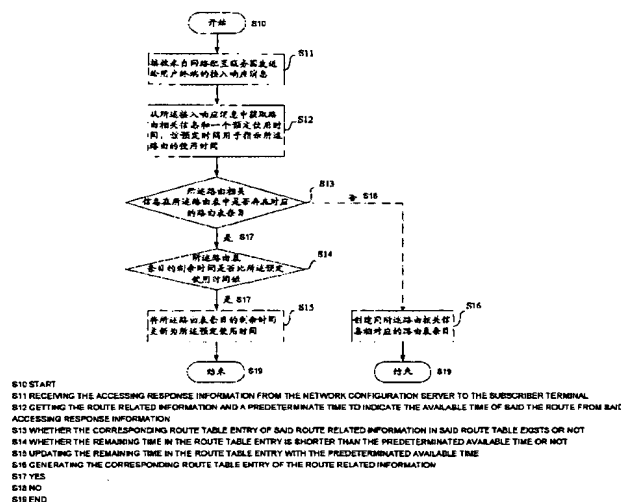 开始
S10
接收来自网络配置服务器发送
给用户终端的接入响应消息
S11
从所述接入响应消息中获取路
由相关信息和一个预定使用时
间，该预定时间用于指示所述
路由的使用时间
S12
所述路由相关
信息在所述路由表中是否存在对应
的路由表条目
S13
否
S18
是
S17
所述路由表
条目的剩余时间是否比所述预定
使用时间短
S14
是
S17
将所述路由表条目的剩余时间
更新为所述预定使用时间
S15
创建同所述路由相关信
息相对应的路由表条目
S16
结束
S19
结束
S19
S10 START
S11 RECEIVING THE ACCESSING RESPONSE INFORMATION FROM THE NETWORK CONFIGURATION SERVER TO THE SUBSCRIBER TERMINAL
S12 GETTING THE ROUTE RELATED INFORMATION AND A PREDETERMINATE TIME TO INDICATE THE AVAILABLE TIME OF SAID THE ROUTE FROM SAID
ACCESSING RESPONSE INFORMATION
S13 WHETHER THE CORRESPONDING ROUTE TABLE ENTRY OF SAID ROUTE RELATED INFORMATION IN SAID ROUTE TABLE EXISTS OR NOT
S14 WHETHER THE REMAINING TIME IN THE ROUTE TABLE ENTRY IS SHORTER THAN THE PREDETERMINATED AVAILABLE TIME OR NOT
S15 UPDATING THE REMAINING TIME IN THE ROUTE TABLE ENTRY WITH THE PREDETERMINATED AVAILABLE TIME
S16 GENERATING THE CORRESPONDING ROUTE TABLE ENTRY OF THE ROUTE RELATED INFORMATION
S17 YES
S18 NO
S19 END